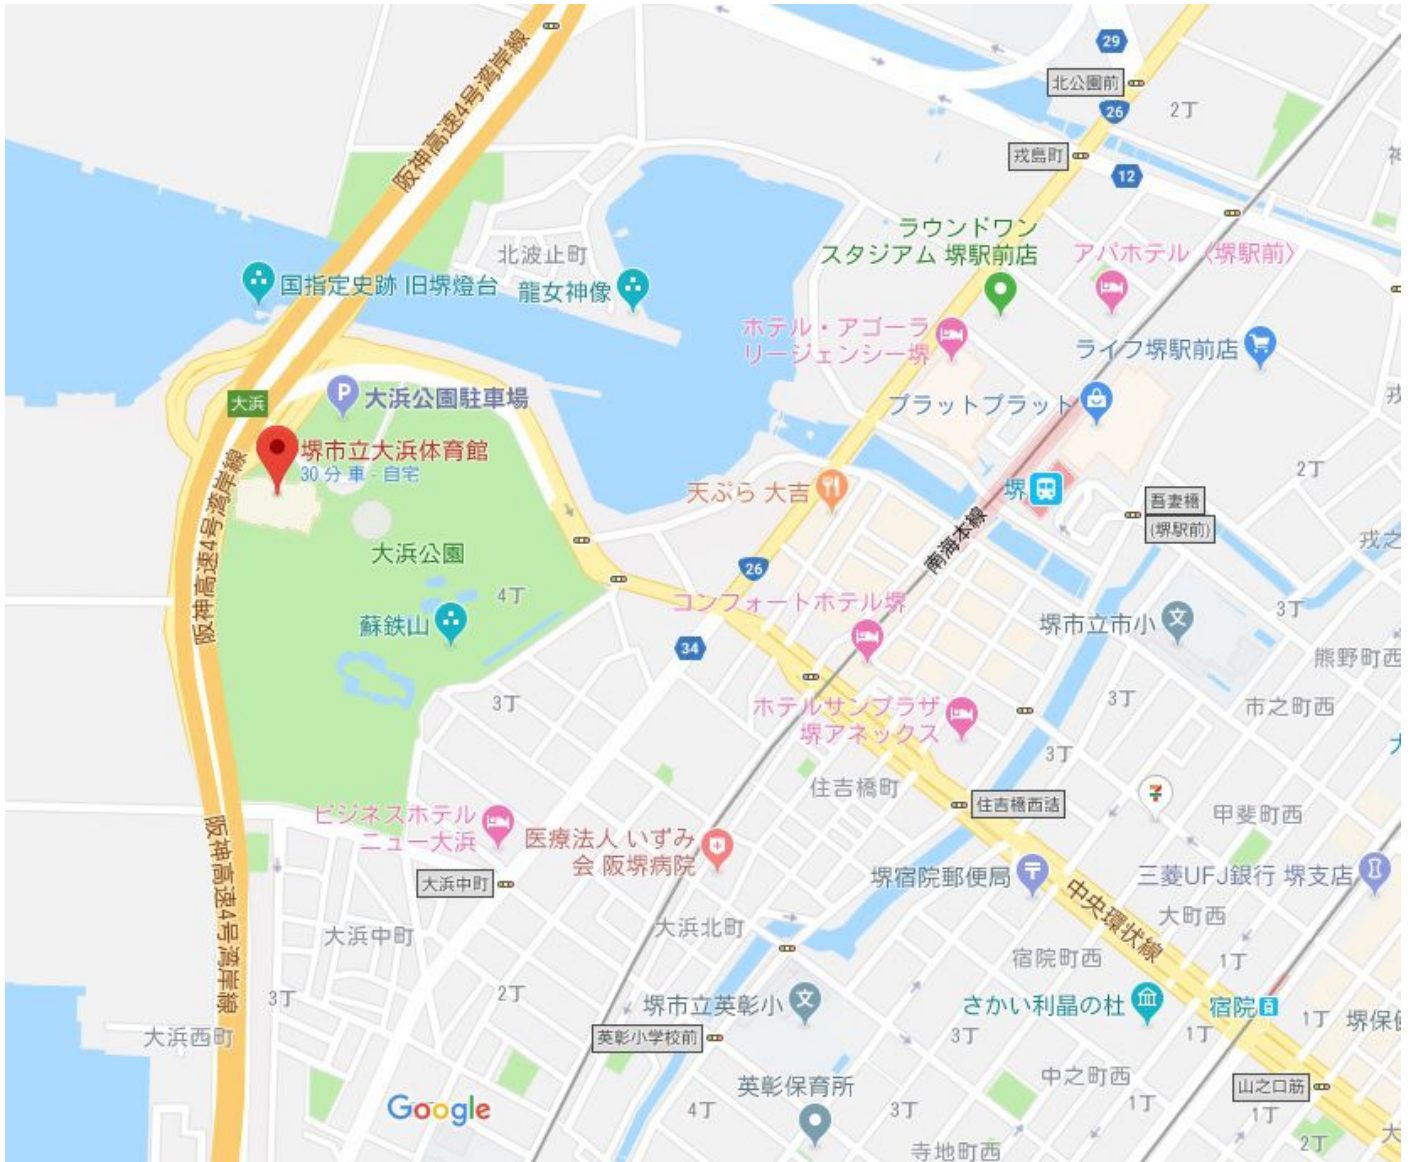 阪神高速4号湾岸線
29
北公園前
26
2丁
戎島町
12
北波止町
ラウンドワン
スタジアム 堺駅前店
アパホテル〈堺駅前〉
国指定史跡 旧堺燈台
龍女神像
ホテル・アゴーラ
リージェンシー堺
ライフ堺駅前店
大浜
P
大浜公園駐車場
プラットプラット
堺市立大浜体育館
30 分 車 - 自宅
天ぷら 大吉
堺
2丁
吾妻橋
(堺駅前)
阪神高速4号湾岸線
南海本線
大浜公園
戎之
26
4丁
コンフォートホテル堺
3丁
蘇鉄山
堺市立市小
文
34
熊野町西
3丁
3丁
市之町西
ホテルサンプラザ
堺アネックス
3丁
住吉橋町
住吉橋西詰
7
甲斐町西
ビジネスホテル
ニュー大浜
医療法人 いずみ
会 阪堺病院
阪神高速4号湾岸線
大浜中町
堺宿院郵便局
三菱UFJ銀行 堺支店
中央環状線
大町西
大浜北町
大浜中町
宿院町西
1丁
3丁
2丁
堺市立英彰小
文
さかい利晶の杜
宿院
1丁
堺保健
大浜西町
英彰小学校前
3丁
1丁
中之町西
英彰保育所
山之口筋
Google
4丁
3丁
1丁
1丁
寺地町西
2丁
大